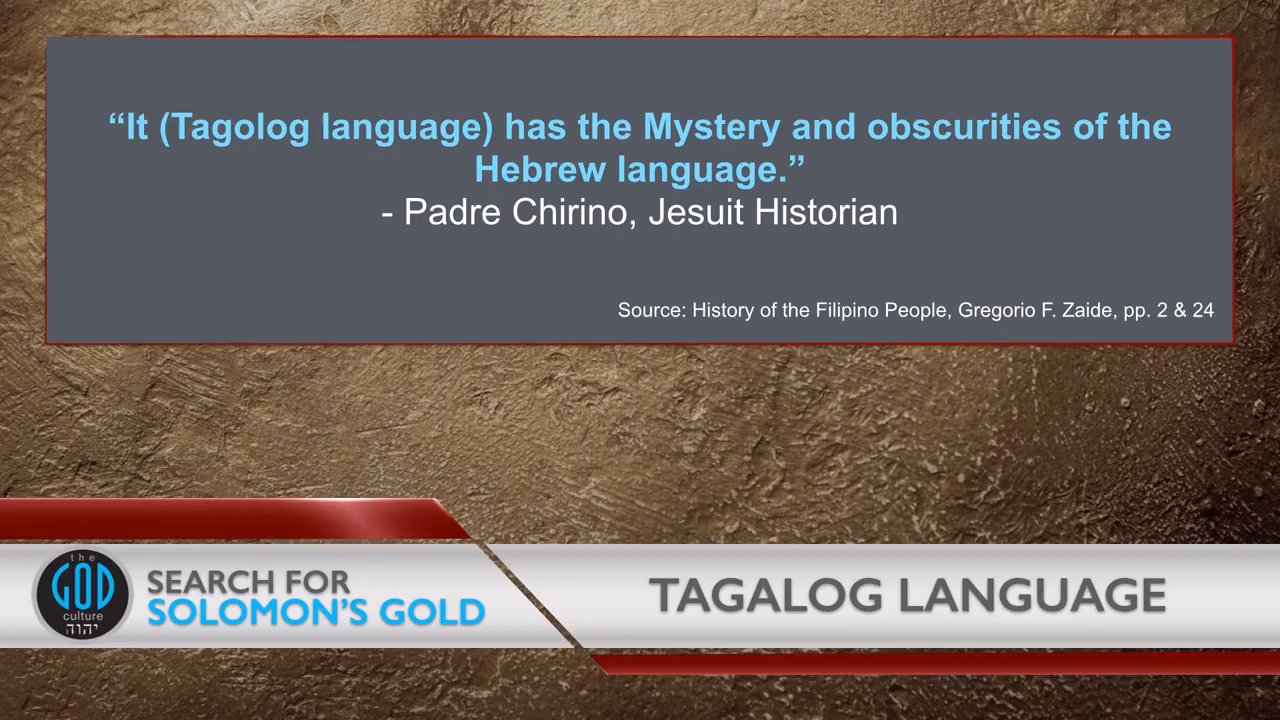 “It (Tagolog language) has the Mystery and obscurities of the
Hebrew language.”
- Padre Chirino, Jesuit Historian
Source: History of the Filipino People, Gregorio F. Zaide, pp. 2 & 24
the
GOD
culture
יהוה
SEARCH FOR
SOLOMON’S GOLD
TAGALOG LANGUAGE